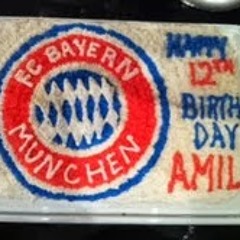 FC BAYERN
MÜNCHEN
HAPPY
12TH
BIRTH
DAY
AMIL